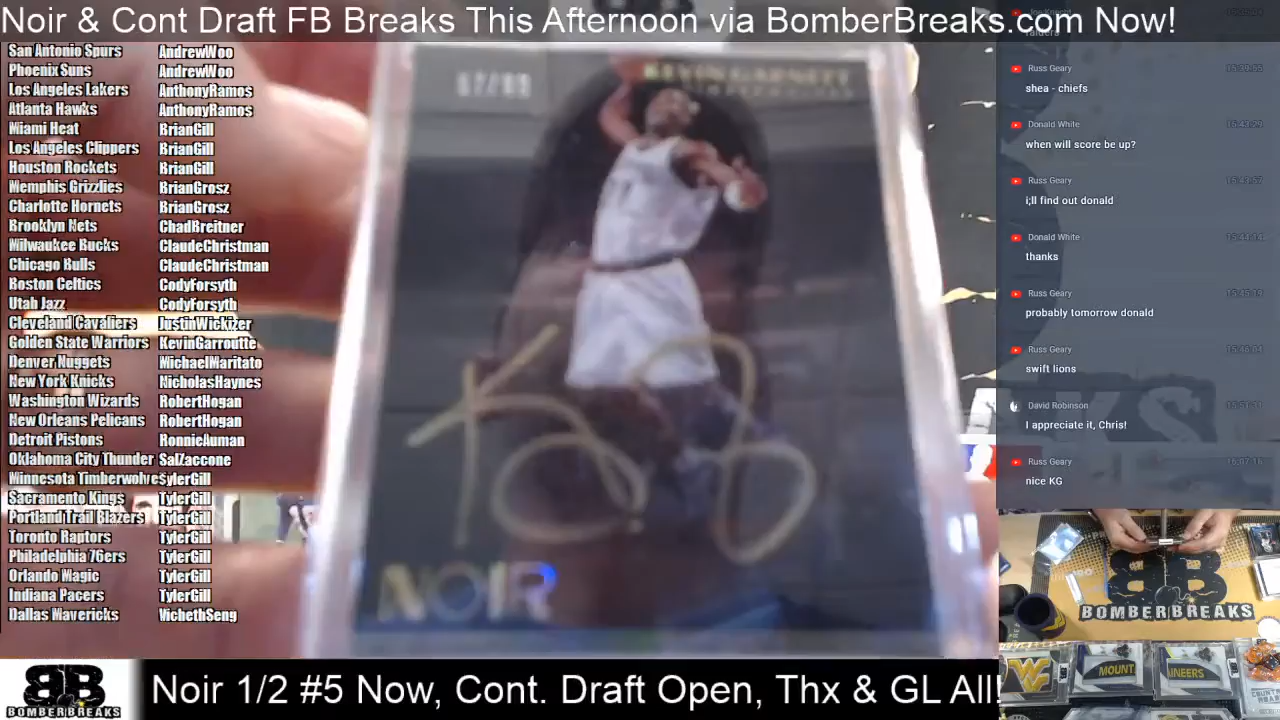 Noir & Cont Draft FB Breaks This Afternoon via BomberBreaks.com Now!
San Antonio Spurs AndrewWoo
Phoenix Suns AndrewWoo
Los Angeles Lakers AnthonyRamos
Atlanta Hawks AnthonyRamos
Miami Heat BrianGill
Los Angeles Clippers BrianGill
Houston Rockets BrianGill
Memphis Grizzlies BrianGrosz
Charlotte Hornets BrianGrosz
Brooklyn Nets ChadBreitner
Milwaukee Bucks ClaudeChristman
Chicago Bulls ClaudeChristman
Boston Celtics CodyForsyth
Utah Jazz CodyForsyth
Cleveland Cavaliers JustinWickizer
Golden State Warriors KevinGarroutte
Denver Nuggets MichaelMaritato
New York Knicks NicholasHaynes
Washington Wizards RobertHogan
New Orleans Pelicans RobertHogan
Detroit Pistons RonnieAuman
Oklahoma City Thunder SalZaccone
Minnesota Timberwolves TylerGill
Sacramento Kings TylerGill
Portland Trail Blazers TylerGill
Toronto Raptors TylerGill
Philadelphia 76ers TylerGill
Orlando Magic TylerGill
Indiana Pacers TylerGill
Dallas Mavericks VichethSeng
KEVIN GARNETT
NOIR
raiders
Russ Geary
shea - chiefs
Donald White
when will score be up?
Russ Geary
i;ll find out donald
Donald White
thanks
Russ Geary
probably tomorrow donald
Russ Geary
swift lions
David Robinson
I appreciate it, Chris!
Russ Geary
nice KG
BB
BOMBERBREAKS
MOUNT
INEERS
BB
BOMBERBREAKS
Noir 1/2 #5 Now, Cont. Draft Open, Thx & GL All!